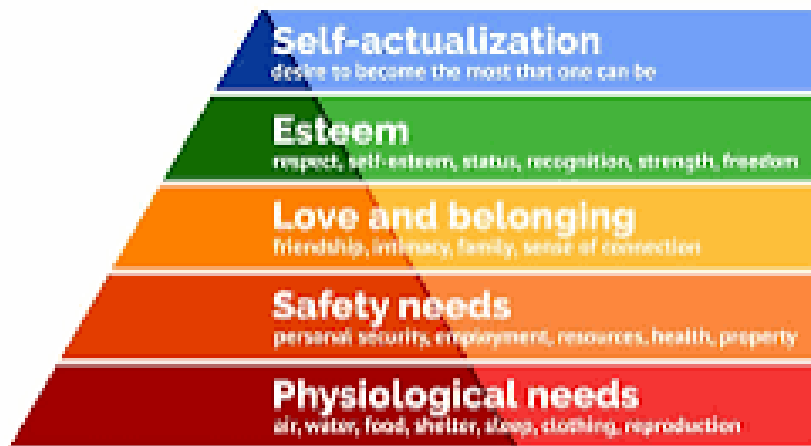 Self-actualization
desire to become the most that one can be
Esteem
respect, self-esteem, status, recognition, strength, freedom
Love and belonging
friendship, intimacy, family, sense of connection
Safety needs
personal security, employment, resources, health, property
Physiological needs
air, water, food, shelter, sleep, clothing, reproduction